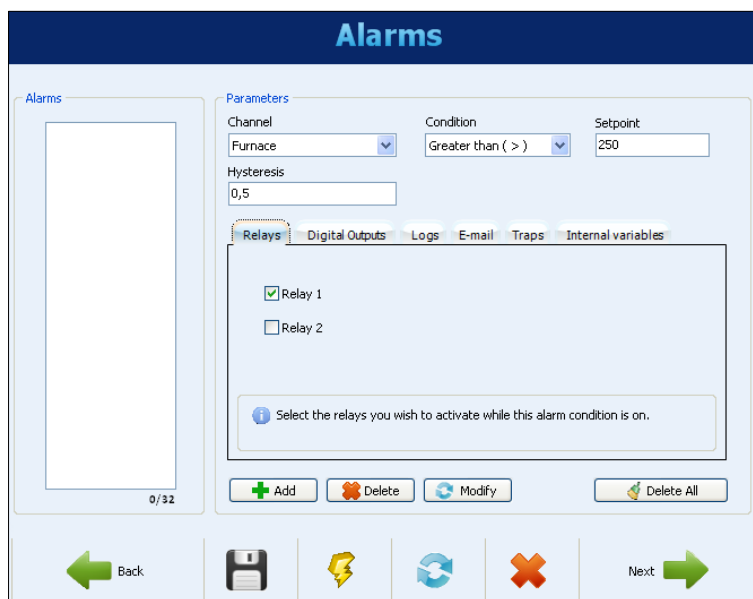 Alarms
Alarms
0/32
Parameters
Channel Condition Setpoint
Furnace Greater than ( > ) 250
Hysteresis
0,5
Relays Digital Outputs Logs E-mail Traps Internal variables
Relay 1
Relay 2
Select the relays you wish to activate while this alarm condition is on.
Add Delete Modify Delete All
Back Next